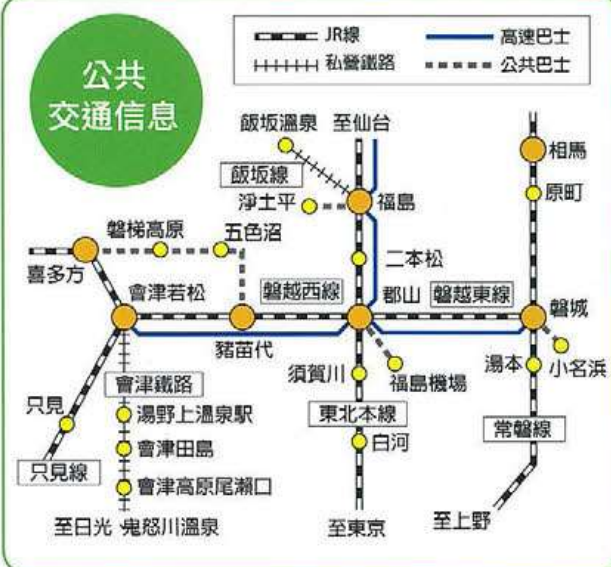 公共
交通信息
JR線
高速巴士
私營鐵路
公共巴士
飯坂溫泉
至仙台
相馬
飯坂線
淨土平
福島
原町
磐梯高原
五色沼
二本松
喜多方
會津若松
磐越西線
郡山
磐越東線
磐城
豬苗代
須賀川
福島機場
湯本
小名浜
只見
會津鐵路
湯野上溫泉駅
東北本線
常磐線
會津田島
白河
只見線
會津高原尾瀨口
至日光 鬼怒川溫泉
至東京
至上野